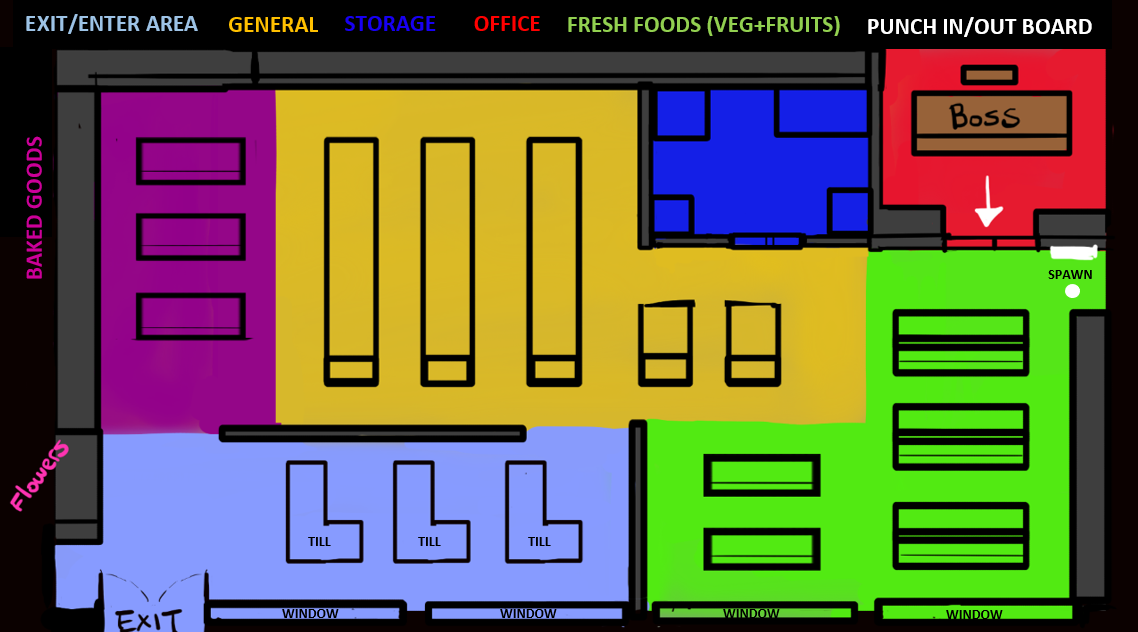 EXIT/ENTER AREA GENERAL STORAGE OFFICE FRESH FOODS (VEG+FRUITS) PUNCH IN/OUT BOARD
BOSS
BAKED GOODS
SPAWN
Flowers
TILL TILL TILL
EXIT
WINDOW WINDOW WINDOW WINDOW